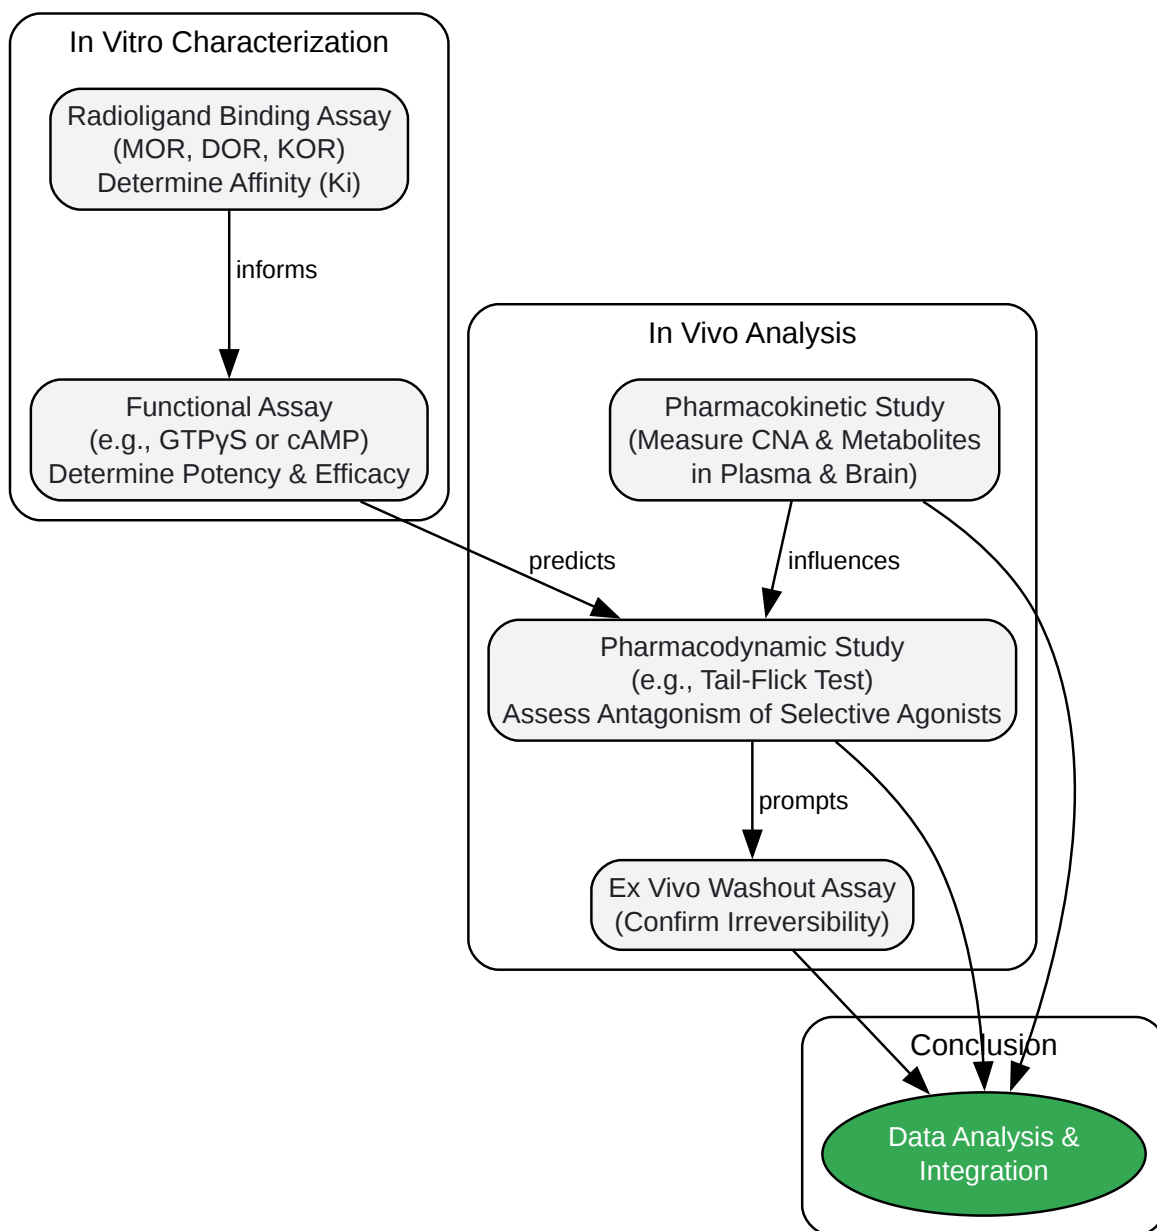 In Vitro Characterization
Radioligand Binding Assay
(MOR, DOR, KOR)
Determine Affinity (Ki)
informs
Functional Assay
(e.g., GTPγS or cAMP)
Determine Potency & Efficacy
In Vivo Analysis
Pharmacokinetic Study
(Measure CNA & Metabolites
in Plasma & Brain)
predicts
influences
Pharmacodynamic Study
(e.g., Tail-Flick Test)
Assess Antagonism of Selective Agonists
prompts
Ex Vivo Washout Assay
(Confirm Irreversibility)
Conclusion
Data Analysis &
Integration